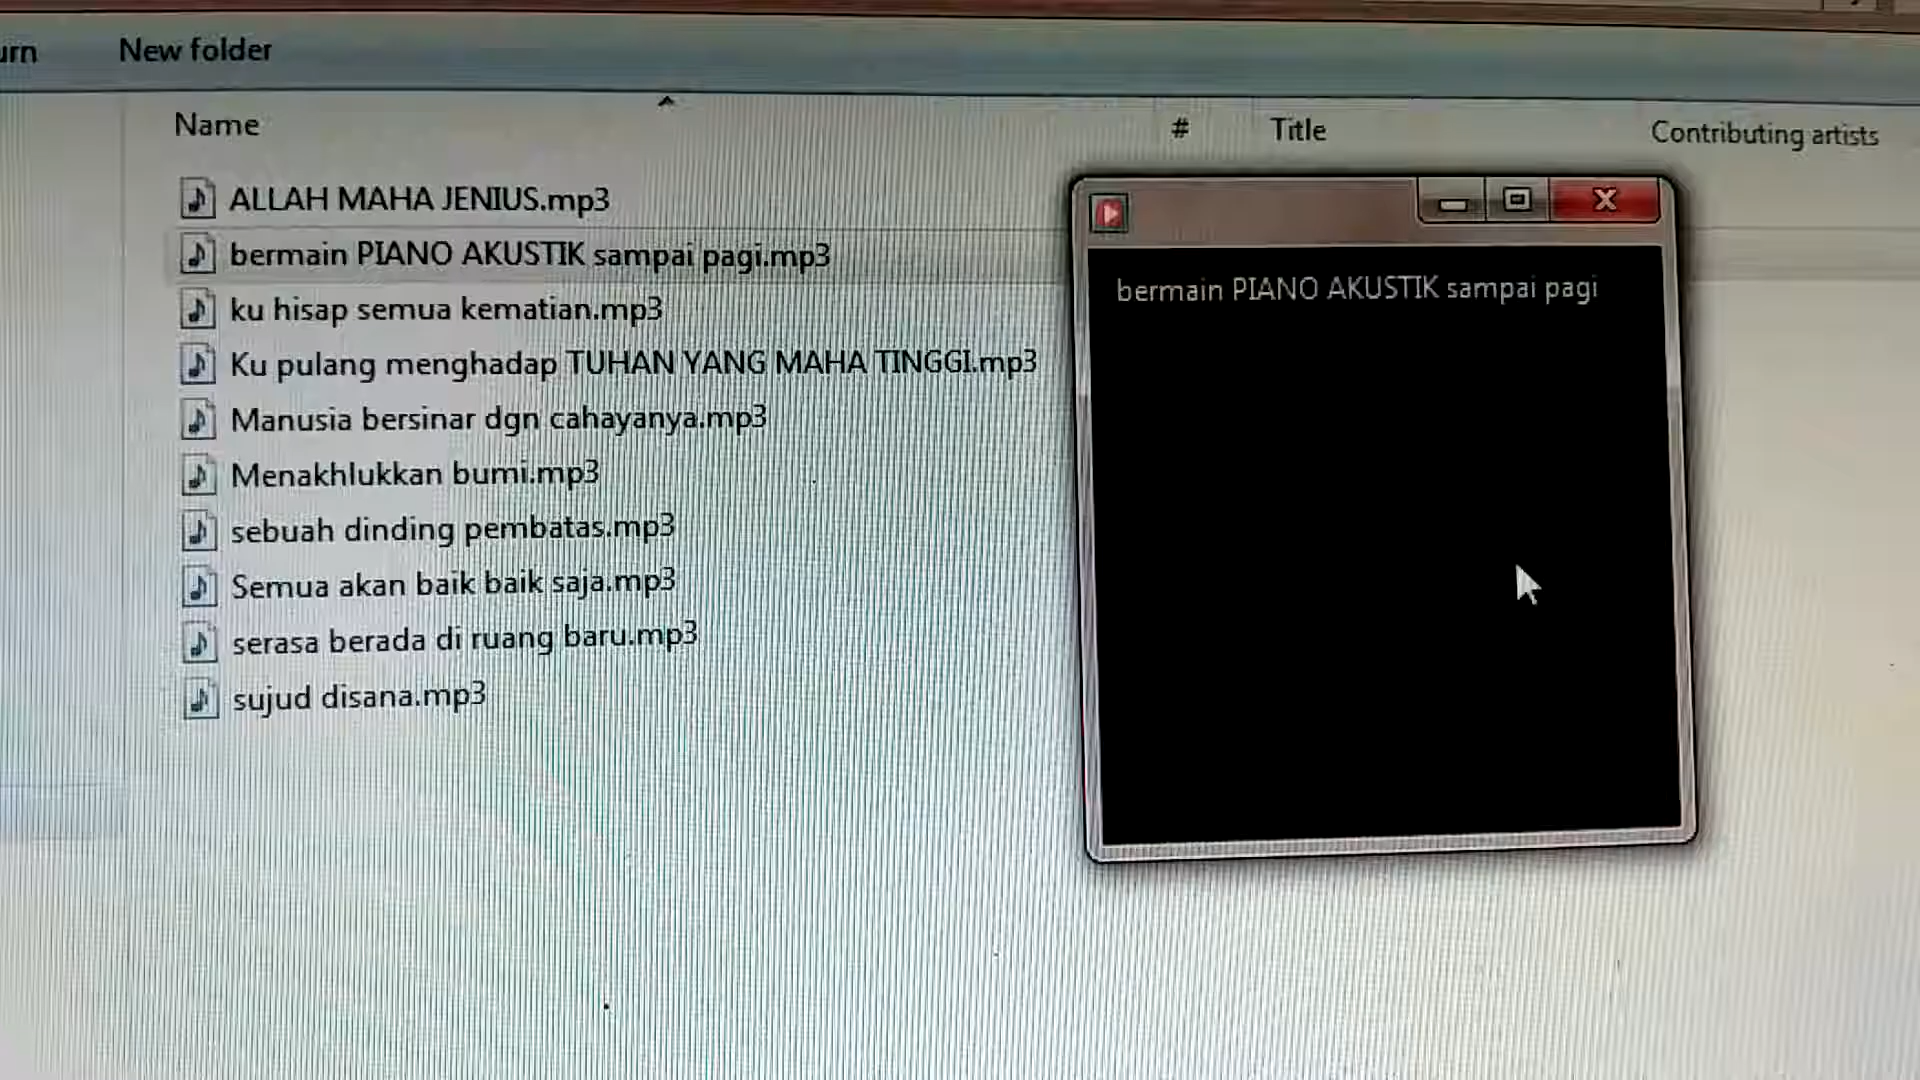 New folder
Name # Title Contributing artists
ALLAH MAHA JENIUS.mp3
bermain PIANO AKUSTIK sampai pagi.mp3
ku hisap semua kematian.mp3
Ku pulang menghadap TUHAN YANG MAHA TINGGI.mp3
Manusia bersinar dgn cahayanya.mp3
Menakhlukkan bumi.mp3
sebuah dinding pembatas.mp3
Semua akan baik baik saja.mp3
serasa berada di ruang baru.mp3
sujud disana.mp3
bermain PIANO AKUSTIK sampai pagi